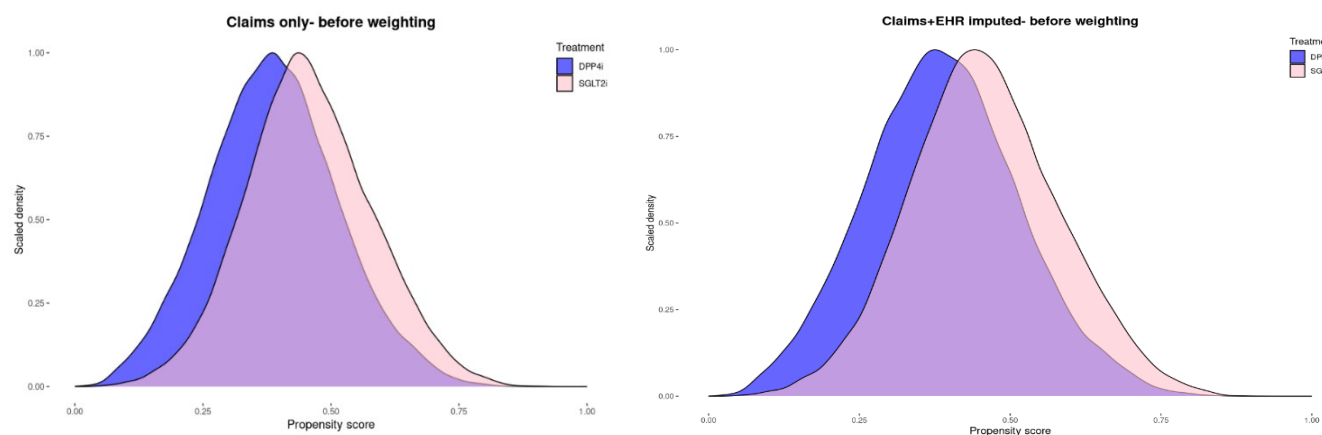 Claims only- before weighting
Treatment
DPP4i
SGLT2i
1.00
0.75
0.50
0.25
0.00
Scaled density
0.00 0.25 0.50 0.75 1.00
Propensity score
Claims+EHR imputed- before weighting
Treatm
DP
SG
1.00
0.75
0.50
0.25
0.00
Scaled density
0.00 0.25 0.50 0.75 1.00
Propensity score